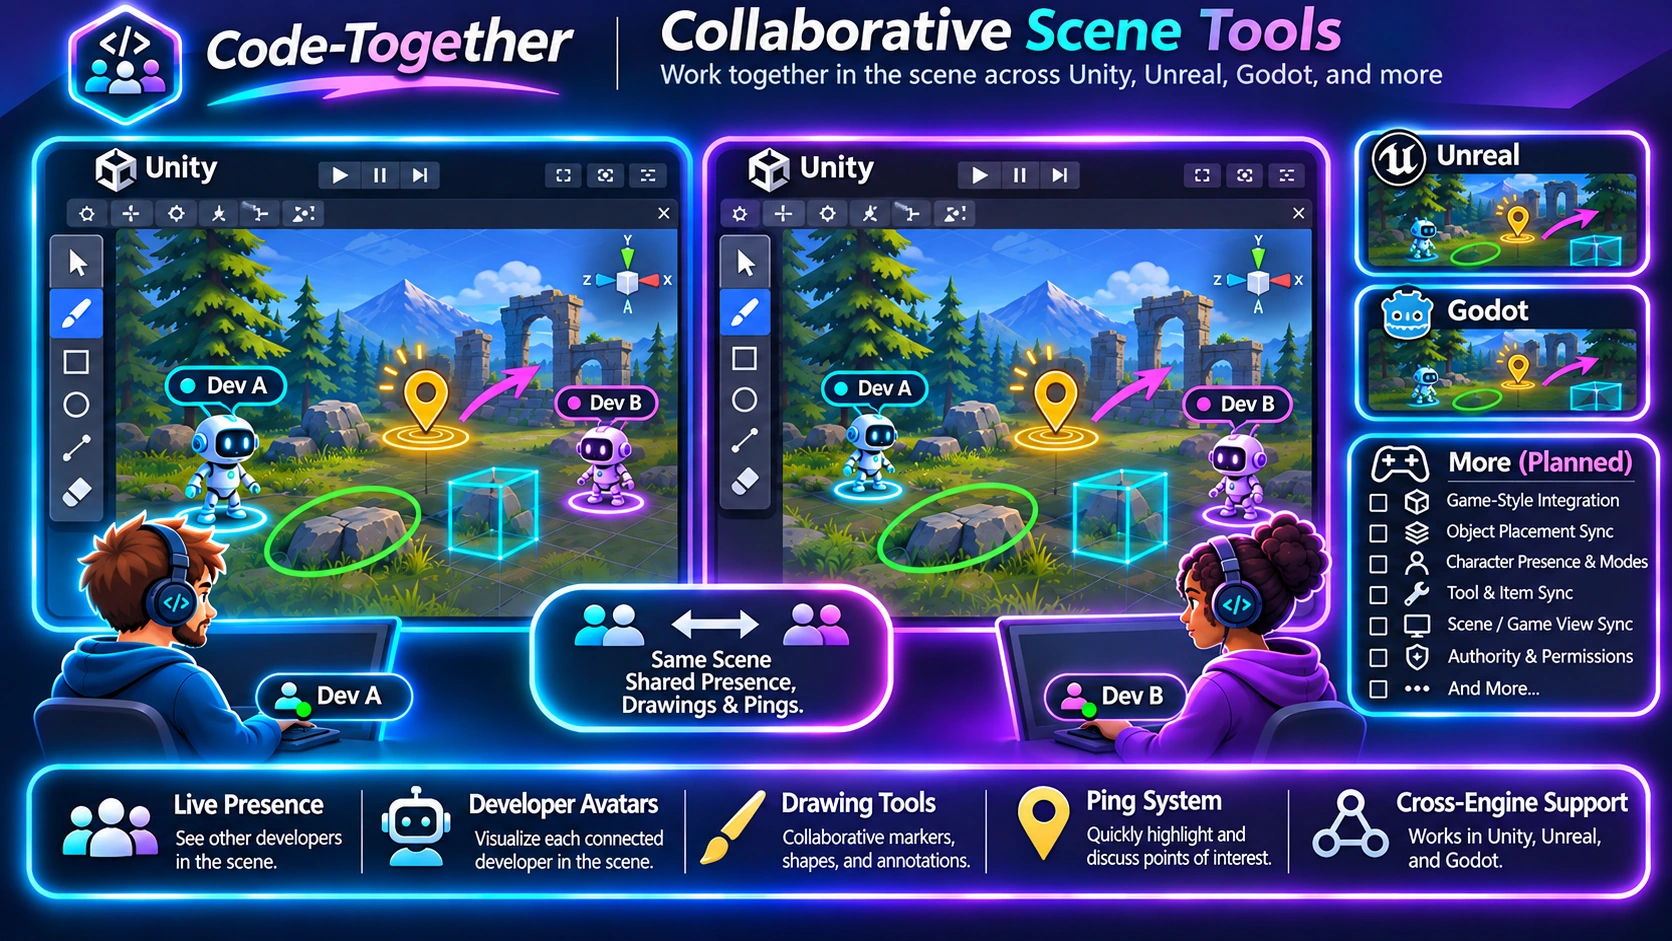 </>
Code-Together
Collaborative Scene Tools
Work together in the scene across Unity, Unreal, Godot, and more
Unity
Y
Z
X
A
Dev A
Dev B
</>
Dev A
Unity
Y
Z
X
A
Dev A
Dev B
</>
Dev B
Same Scene
Shared Presence,
Drawings & Pings.
Unreal
Godot
More (Planned)
Game-Style Integration
Object Placement Sync
Character Presence & Modes
Tool & Item Sync
Scene / Game View Sync
Authority & Permissions
And More...
Live Presence
See other developers
in the scene.
Developer Avatars
Visualize each connected
developer in the scene.
Drawing Tools
Collaborative markers,
shapes, and annotations.
Ping System
Quickly highlight and
discuss points of interest.
Cross-Engine Support
Works in Unity, Unreal,
and Godot.